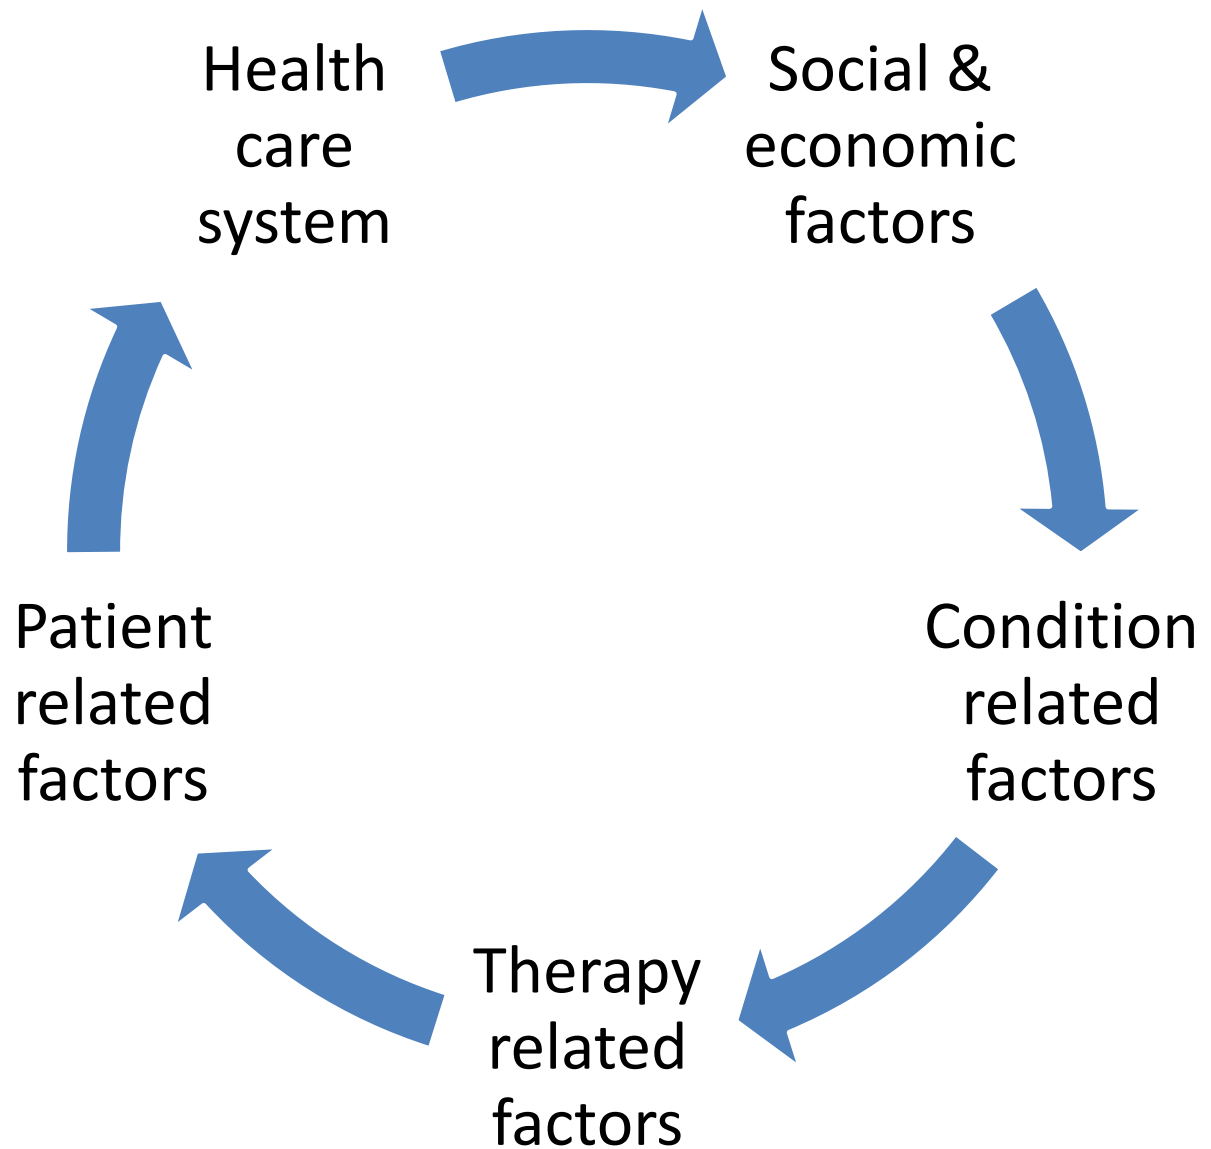 Health
care
system
Social &
economic
factors
Condition
related
factors
Therapy
related
factors
Patient
related
factors